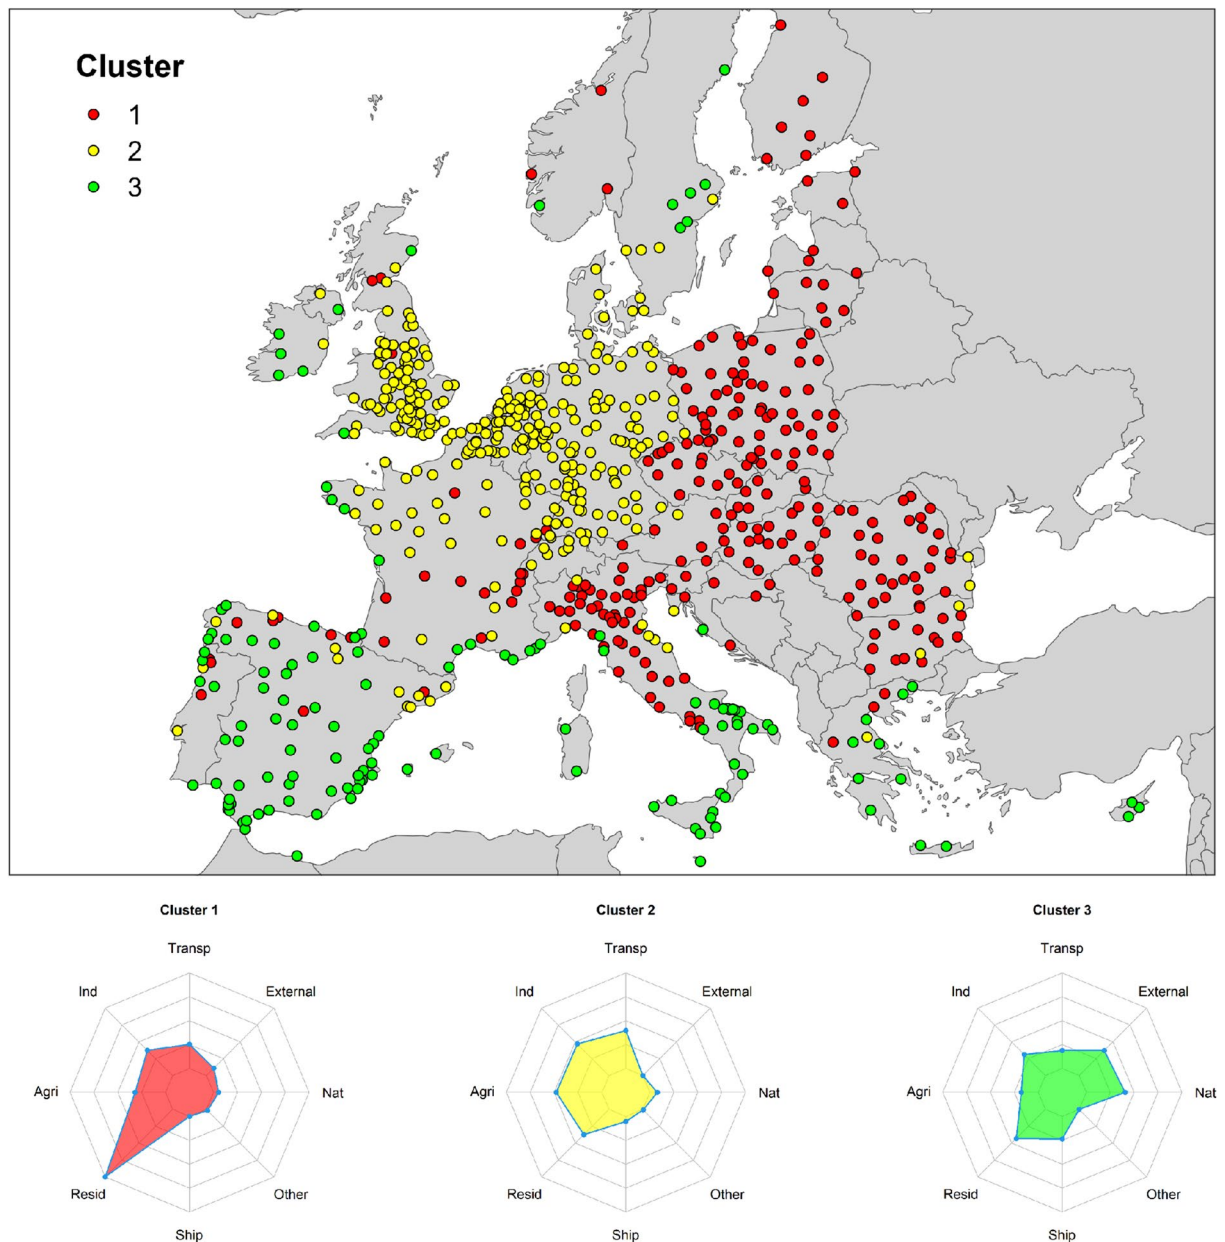 Cluster
1
2
3
Cluster 1
Cluster 2
Cluster 3
Transp
Transp
Transp
Ind
External
Ind
External
Ind
External
Agri
Nat
Agri
Nat
Agri
Nat
Resid
Other
Resid
Other
Resid
Other
Ship
Ship
Ship